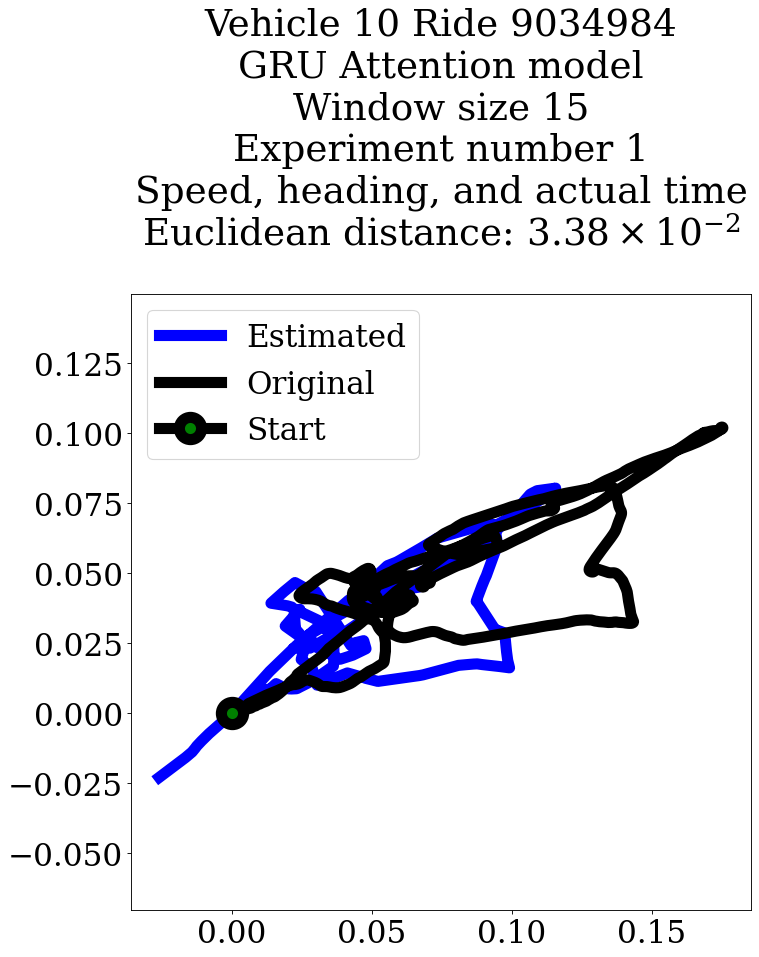 Vehicle 10 Ride 9034984
GRU Attention model
Window size 15
Experiment number 1
Speed, heading, and actual time
Euclidean distance: 3.38 × 10⁻²
Estimated
Original
Start
0.125
0.100
0.075
0.050
0.025
0.000
−0.025
−0.050
0.00 0.05 0.10 0.15